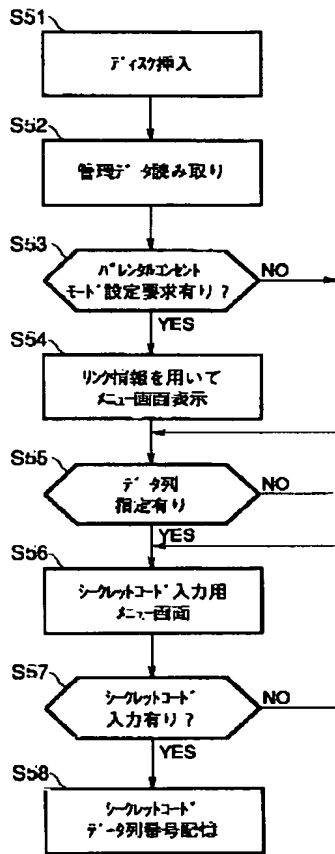 S51
ディスク挿入
S52
管理データ読み取り
S53
パレンタルコンセント
モード設定要求有り?
NO
YES
S54
リンク情報を用いて
メニュー画面表示
S55
データ列
指定有り
NO
YES
S56
シークレットコード入力用
メニュー画面
S57
シークレットコード
入力有り?
NO
YES
S58
シークレットコード
データ列番号記憶